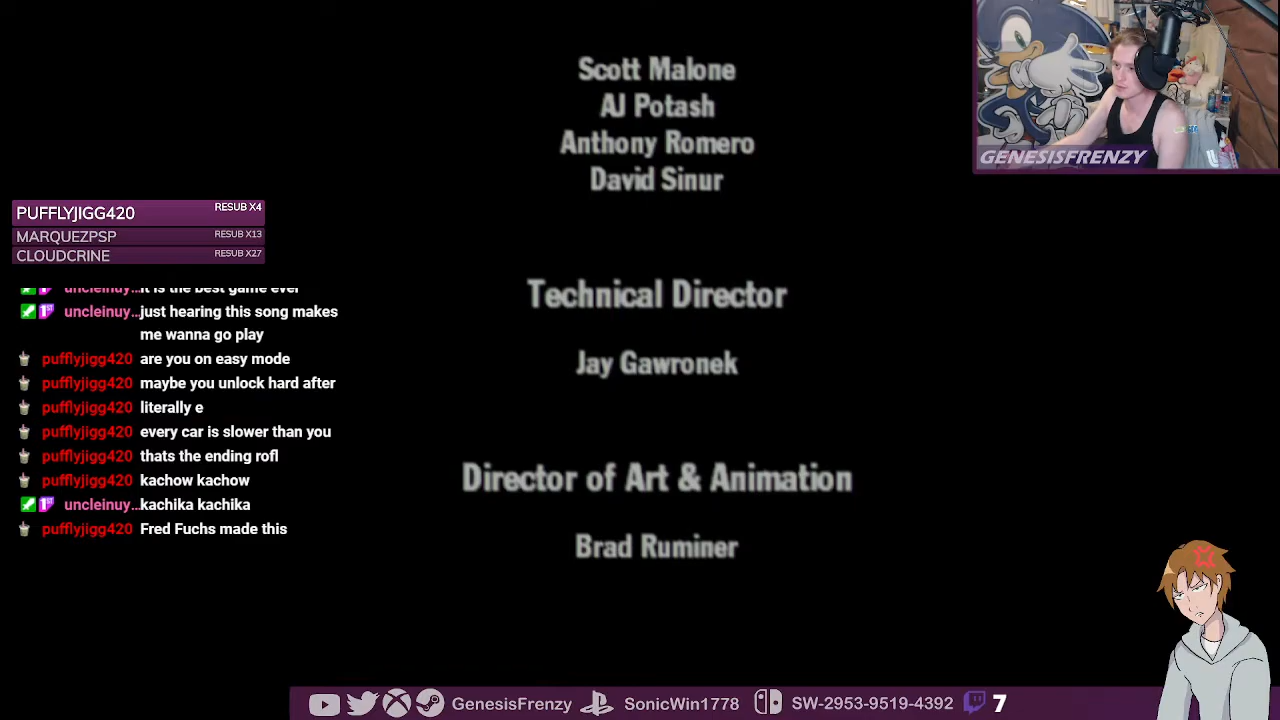 Scott Malone
AJ Potash
Anthony Romero
David Sinur
GENESISFRENZY
PUFFLYJIGG420 RESUB X4
MARQUEZPSP RESUB X13
CLOUDCRINE RESUB X27
uncleinuy... it is the best game ever
uncleinuy... just hearing this song makes
me wanna go play
pufflyjigg420 are you on easy mode
pufflyjigg420 maybe you unlock hard after
pufflyjigg420 literally e
pufflyjigg420 every car is slower than you
pufflyjigg420 thats the ending rofl
pufflyjigg420 kachow kachow
uncleinuy... kachika kachika
pufflyjigg420 Fred Fuchs made this
Technical Director
Jay Gawronek
Director of Art & Animation
Brad Ruminer
GenesisFrenzy SonicWin1778 SW-2953-9519-4392 7